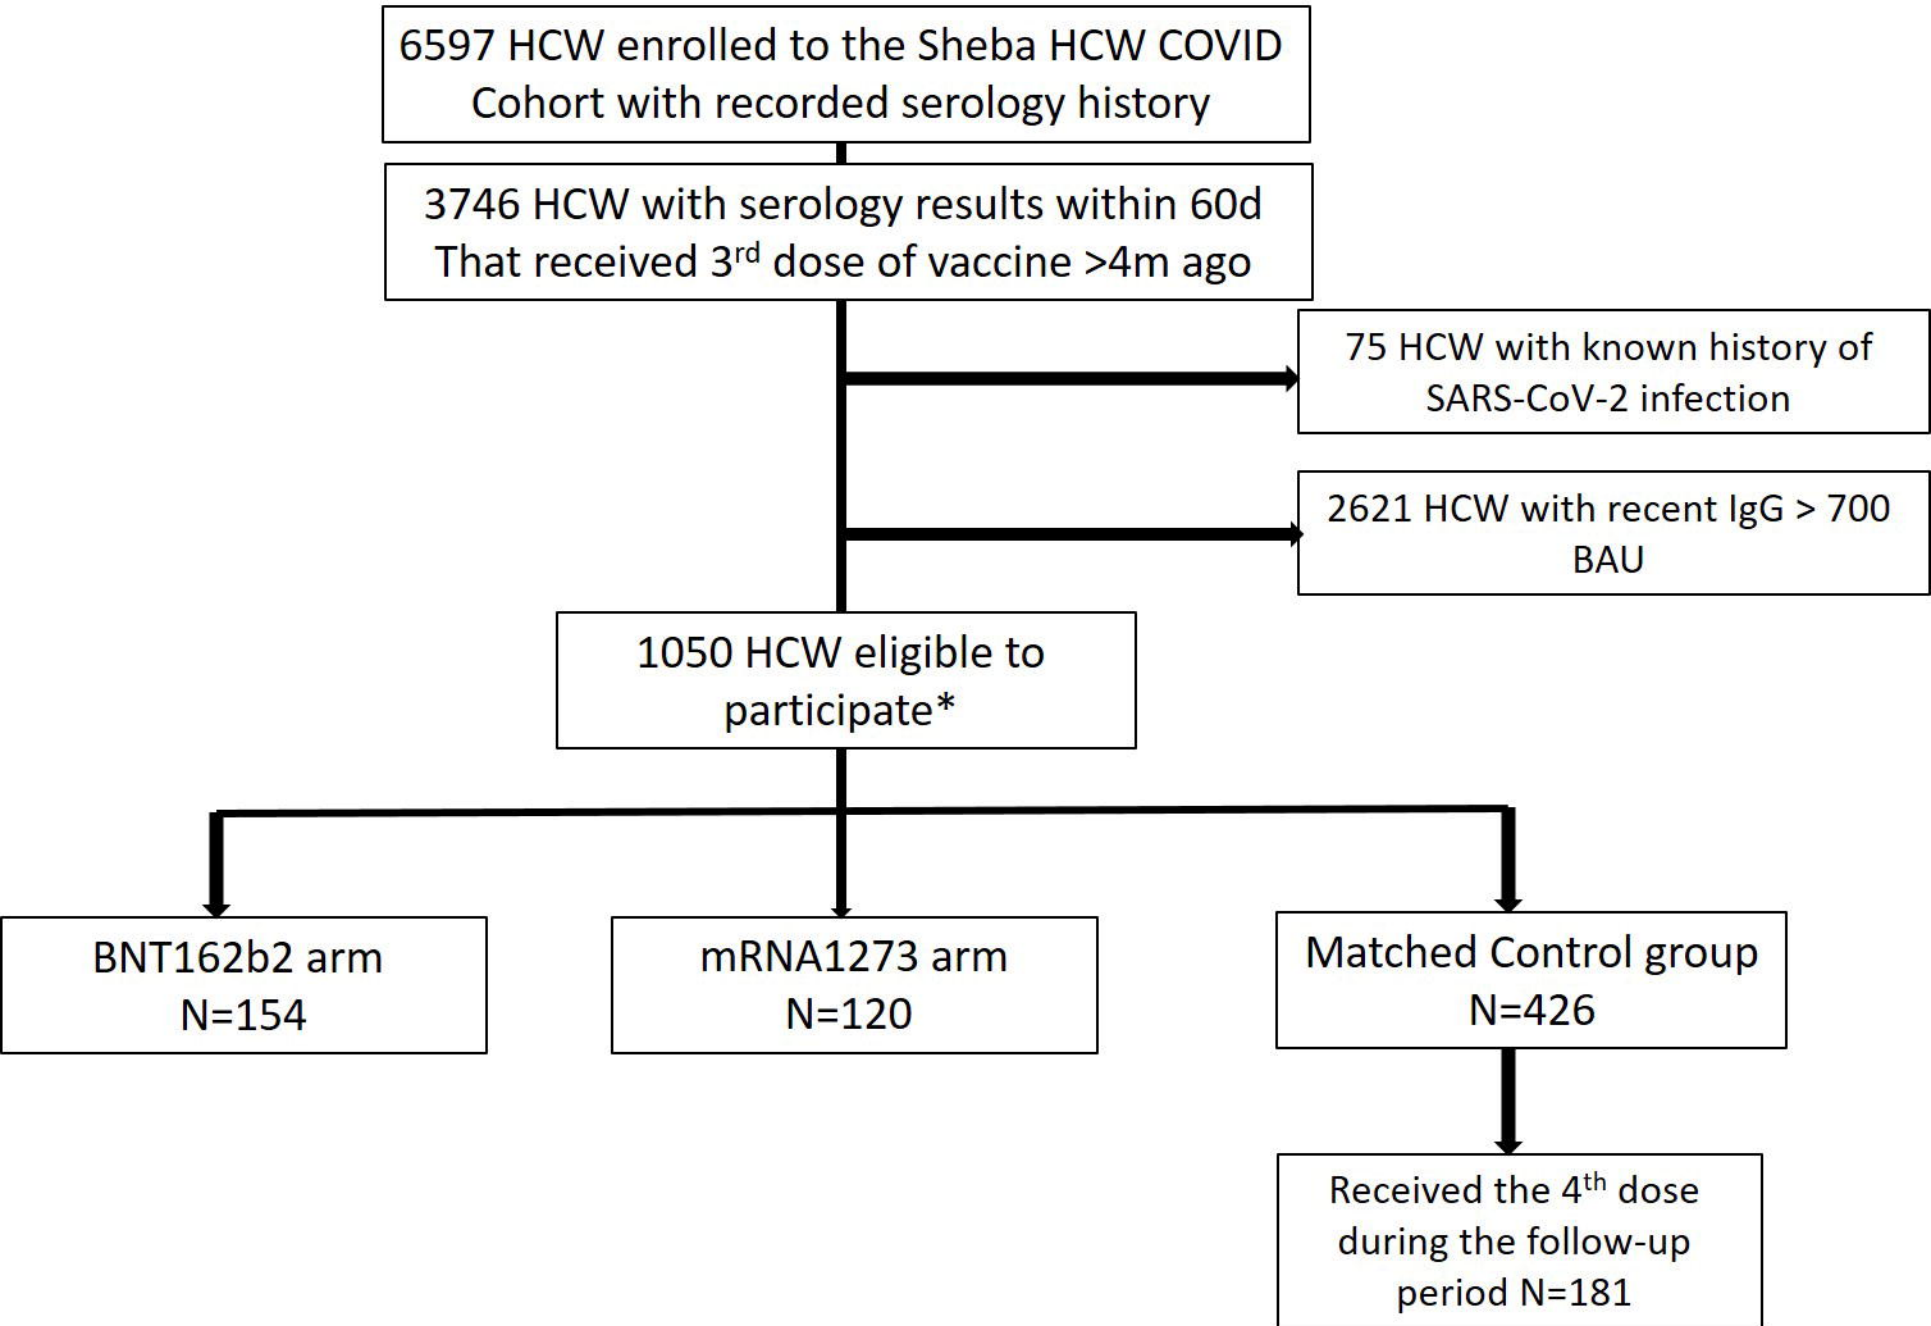 6597 HCW enrolled to the Sheba HCW COVID
Cohort with recorded serology history
3746 HCW with serology results within 60d
That received 3rd dose of vaccine >4m ago
75 HCW with known history of
SARS-CoV-2 infection
2621 HCW with recent IgG > 700
BAU
1050 HCW eligible to
participate*
BNT162b2 arm
N=154
mRNA1273 arm
N=120
Matched Control group
N=426
Received the 4th dose
during the follow-up
period N=181